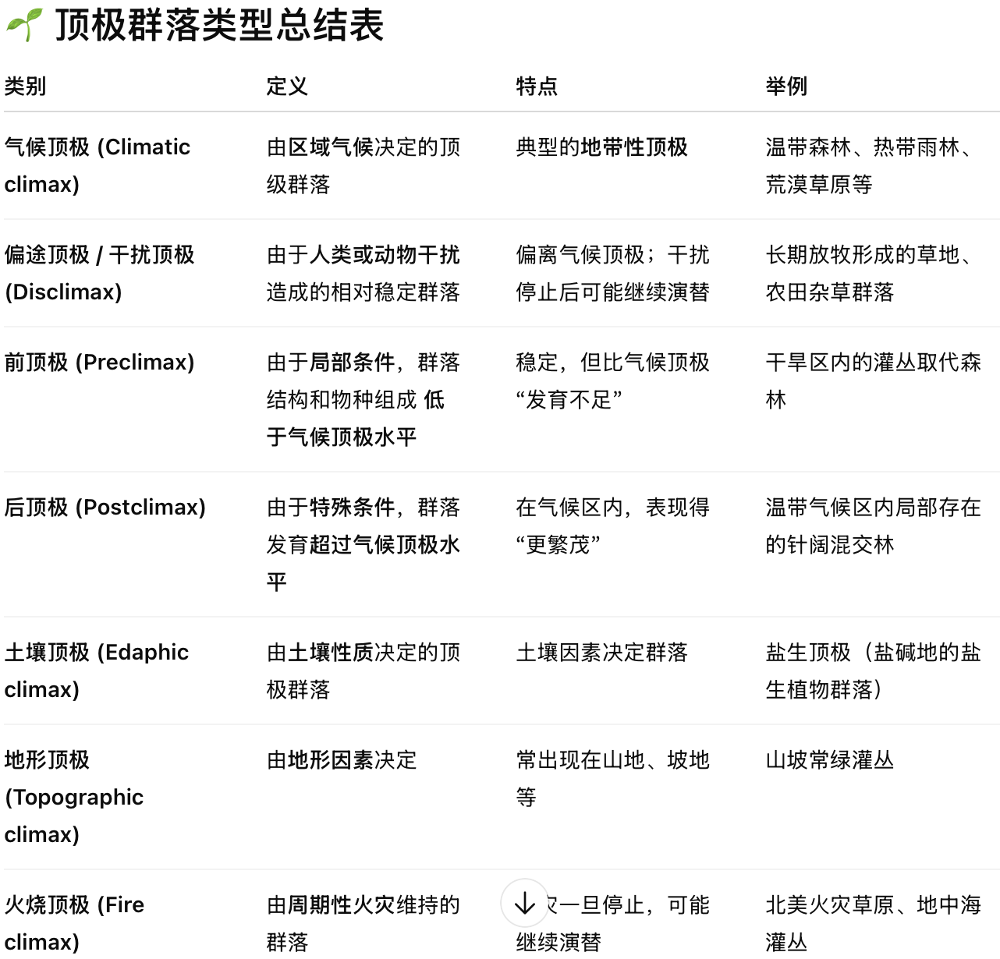 顶极群落类型总结表
类别 定义 特点 举例
气候顶极 (Climatic 由区域气候决定的顶 典型的地带性顶极 温带森林、热带雨林、
climax) 级群落 荒漠草原等
偏途顶极 / 干扰顶极 由于人类或动物干扰 偏离气候顶极；干扰 长期放牧形成的草地、
(Disclimax) 造成的相对稳定群落 停止后可能继续演替 农田杂草群落
前顶极 (Preclimax) 由于局部条件，群落 稳定，但比气候顶极 干旱区内的灌丛取代森
结构和物种组成 低 “发育不足” 林
于气候顶极水平
后顶极 (Postclimax) 由于特殊条件，群落 在气候区内，表现得 温带气候区内局部存在
发育超过气候顶极水 “更繁茂” 的针阔混交林
平
土壤顶极 (Edaphic 由土壤性质决定的顶 土壤因素决定群落 盐生顶极（盐碱地的盐
climax) 极群落 生植物群落）
地形顶极 由地形因素决定 常出现在山地、坡地 山坡常绿灌丛
(Topographic 等
climax)
火烧顶极 (Fire 由周期性火灾维持的 灾一旦停止，可能 北美火灾草原、地中海
climax) 群落 继续演替 灌丛